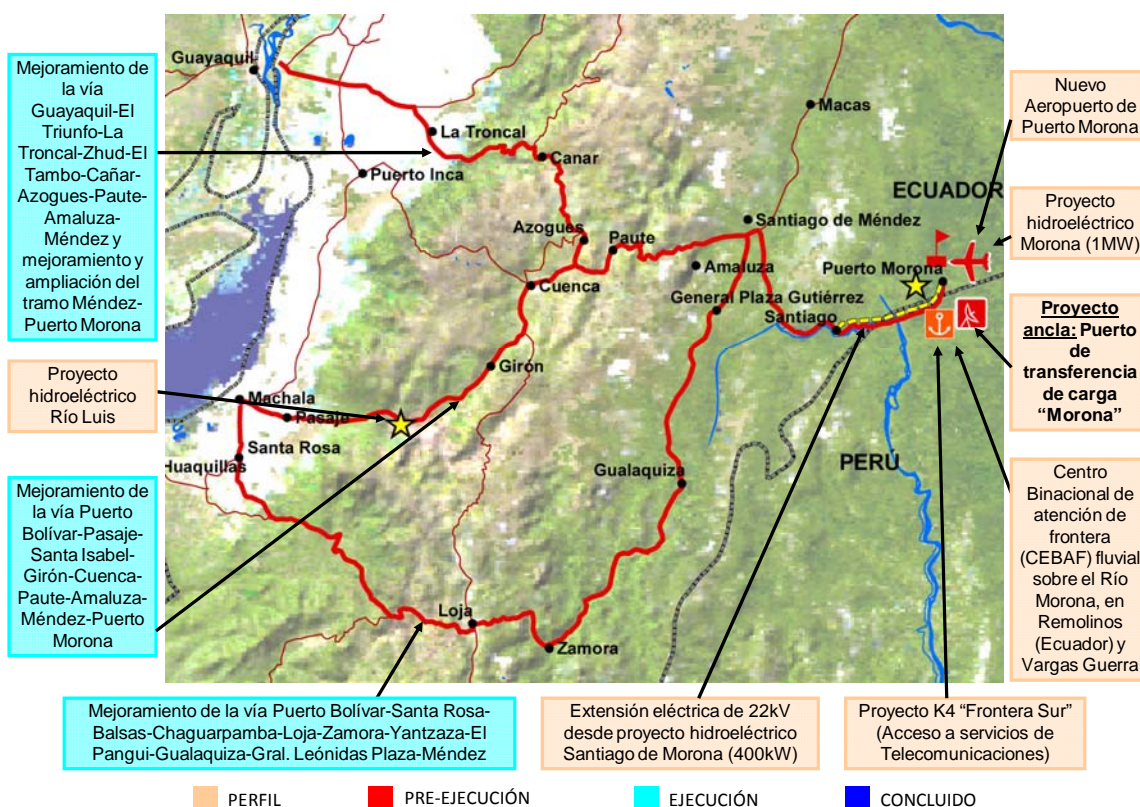 Mejoramiento de
la vía
Guayaquil-El
Triunfo-La
Troncal-Zhud-El
Tambo-Cañar-
Azogues-Paute-
Amaluza-
Méndez y
mejoramiento y
ampliación del
tramo Méndez-
Puerto Morona
Proyecto
hidroeléctrico
Río Luis
Mejoramiento de
la vía Puerto
Bolívar-Pasaje-
Santa Isabel-
Girón-Cuenca-
Paute-Amaluza-
Méndez-Puerto
Morona
Guayaquil
La Troncal
Puerto Inca
Canar
Macas
ECUADOR
Azogues
Paute
Santiago de Méndez
Amaluza
Puerto Morona
Cuenca
General Plaza Gutiérrez
Santiago
Girón
Machala
Pasaje
Santa Rosa
Huaquillas
Gualaquiza
PERU
Loja
Zamora
Nuevo
Aeropuerto de
Puerto Morona
Proyecto
hidroeléctrico
Morona (1MW)
Proyecto
ancla: Puerto
de
transferencia
de carga
“Morona”
Centro
Binacional de
atención de
frontera
(CEBAF) fluvial
sobre el Río
Morona, en
Remolinos
(Ecuador) y
Vargas Guerra
Mejoramiento de la vía Puerto Bolívar-Santa Rosa-
Balsas-Chaguarpamba-Loja-Zamora-Yantzaza-El
Pangui-Gualaquiza-Gral. Leónidas Plaza-Méndez
Extensión eléctrica de 22kV
desde proyecto hidroeléctrico
Santiago de Morona (400kW)
Proyecto K4 “Frontera Sur”
(Acceso a servicios de
Telecomunicaciones)
PERFIL
PRE-EJECUCIÓN
EJECUCIÓN
CONCLUIDO